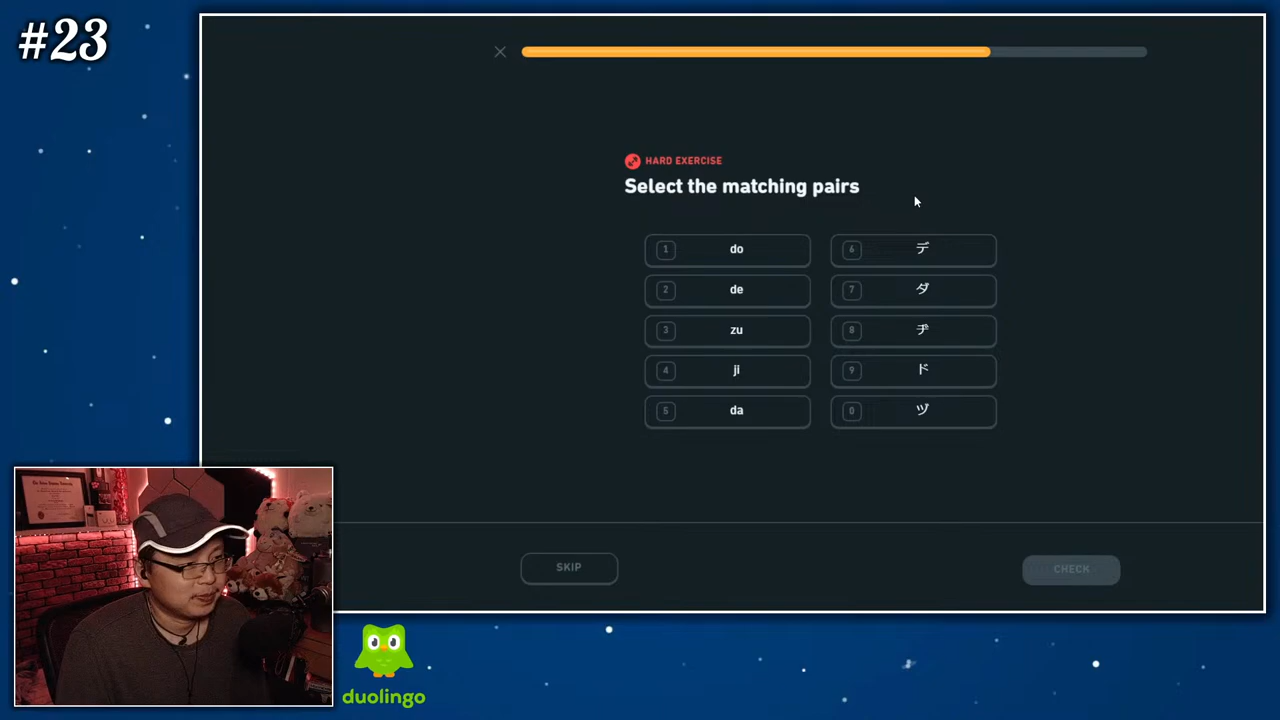 #23
HARD EXERCISE
Select the matching pairs
1 do
6 デ
2 de
7 ダ
3 zu
8 ヂ
4 ji
9 ド
5 da
0 ヅ
SKIP
CHECK
duolingo